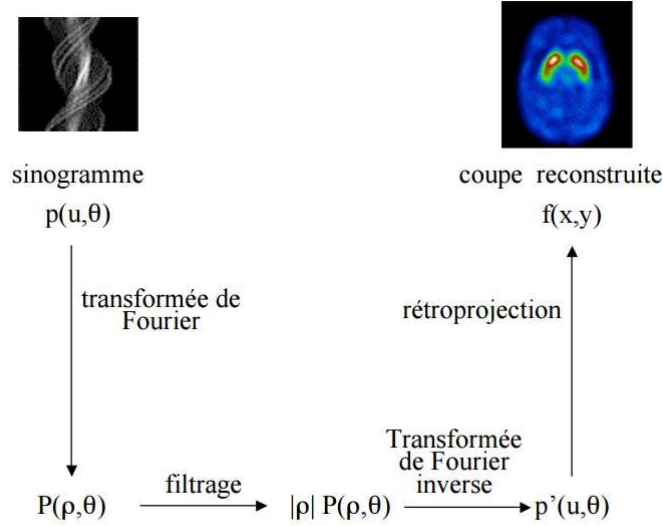 sinogramme
p(u,θ)
coupe reconstruite
f(x,y)
transformée de
Fourier
rétroprojection
P(ρ,θ)
filtrage
|ρ| P(ρ,θ)
Transformée
de Fourier
inverse
p’(u,θ)